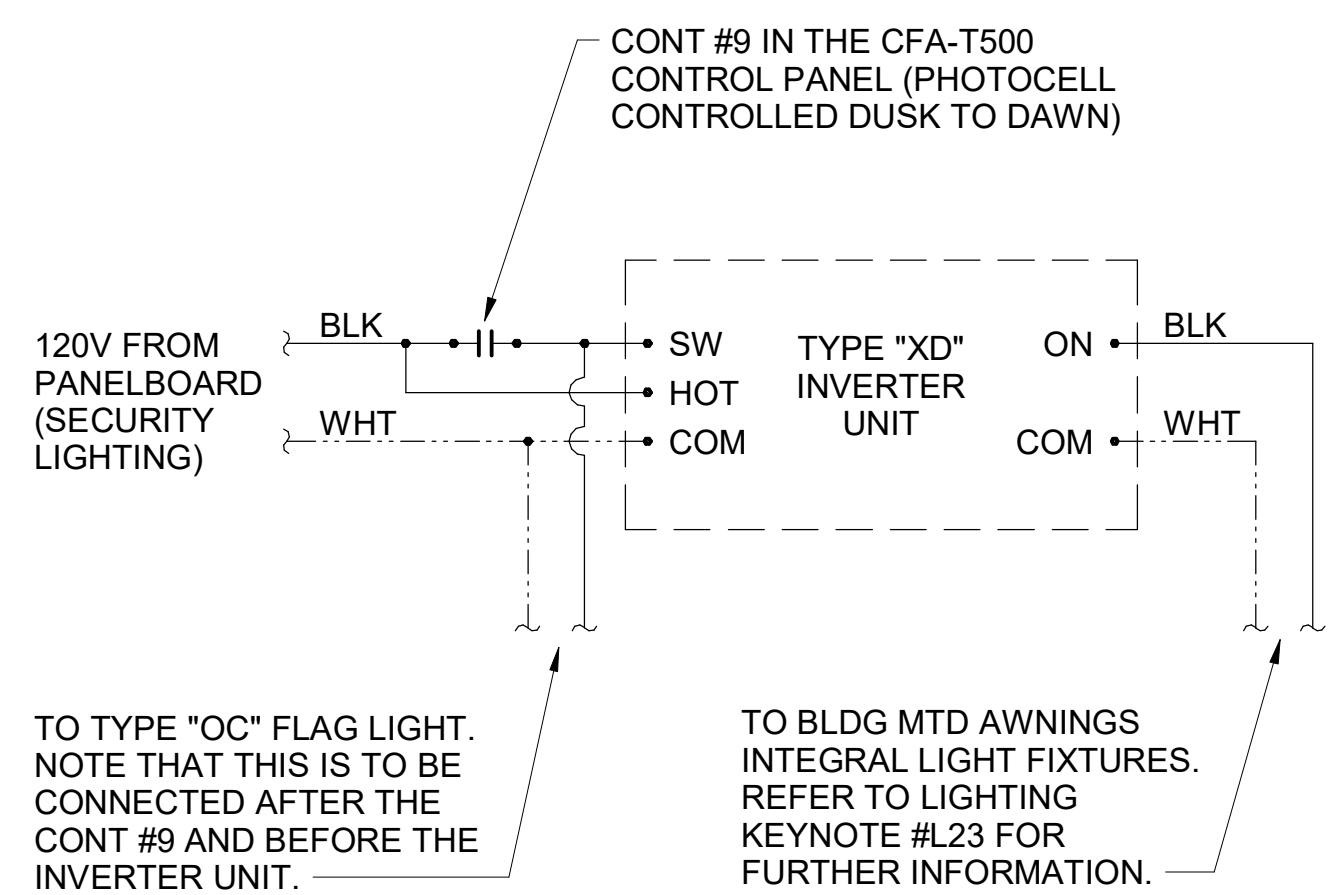 CONT #9 IN THE CFA-T500
CONTROL PANEL (PHOTOCELL
CONTROLLED DUSK TO DAWN)
120V FROM
PANELBOARD
(SECURITY
LIGHTING)
BLK
WHT
SW
HOT
COM
TYPE "XD"
INVERTER
UNIT
ON
COM
BLK
WHT
TO TYPE "OC" FLAG LIGHT.
NOTE THAT THIS IS TO BE
CONNECTED AFTER THE
CONT #9 AND BEFORE THE
INVERTER UNIT.
TO BLDG MTD AWNINGS
INTEGRAL LIGHT FIXTURES.
REFER TO LIGHTING
KEYNOTE #L23 FOR
FURTHER INFORMATION.